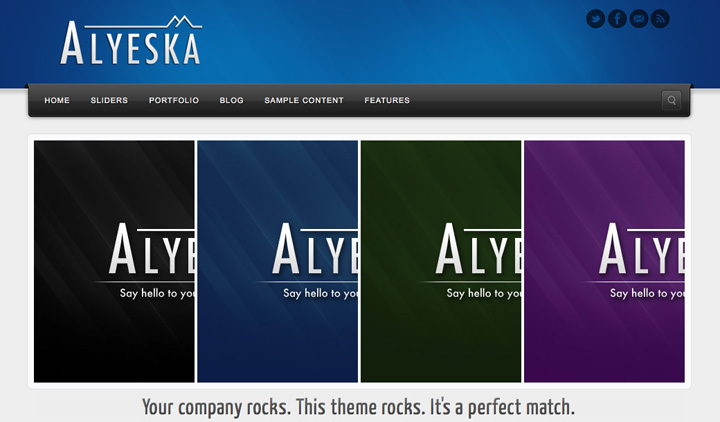 ALYESKA
HOME SLIDERS PORTFOLIO BLOG SAMPLE CONTENT FEATURES
ALYE ALYE ALYE ALYE
Say hello to you Say hello to you Say hello to you Say hello to you
Your company rocks. This theme rocks. It's a perfect match.